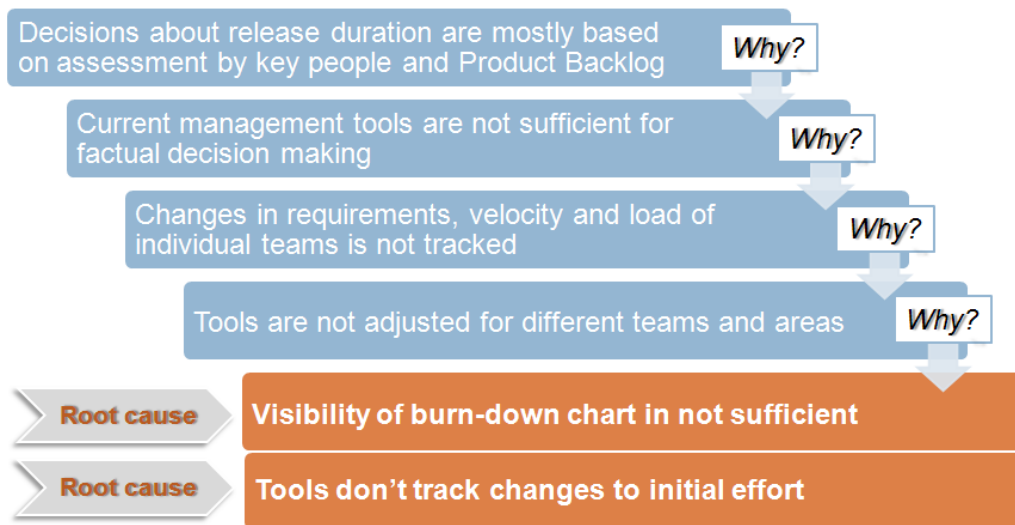 Decisions about release duration are mostly based
on assessment by key people and Product Backlog
Why?
Current management tools are not sufficient for
factual decision making
Why?
Changes in requirements, velocity and load of
individual teams is not tracked
Why?
Tools are not adjusted for different teams and areas
Why?
Root cause
Visibility of burn-down chart in not sufficient
Root cause
Tools don’t track changes to initial effort